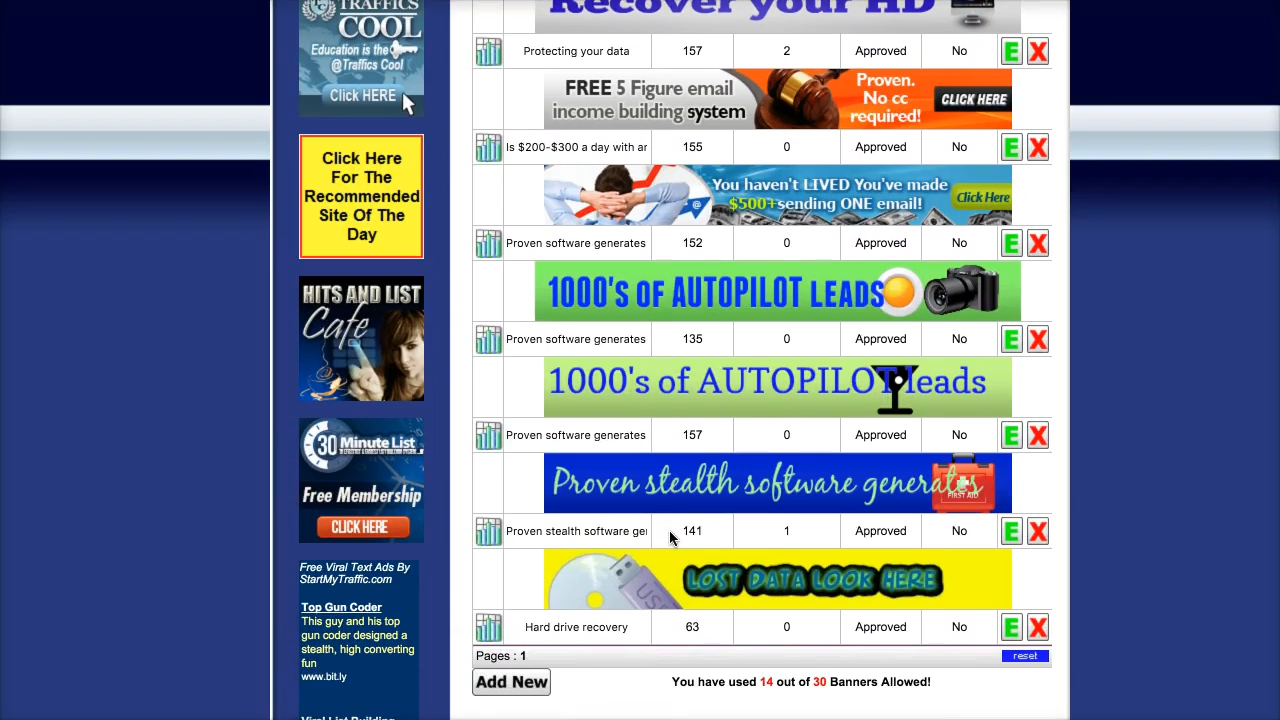 TRAFFICS
COOL
Education is the
@Traffics Cool
Click HERE
Click Here
For The
Recommended
Site Of The
Day
HITS AND LIST
Cafe
30 Minute List
Free Membership
CLICK HERE
Free Viral Text Ads By
StartMyTraffic.com
Top Gun Coder
This guy and his top
gun coder designed a
stealth, high converting
fun
www.bit.ly
Viral List Building
Recover your HD
Protecting your data 157 2 Approved No E X
FREE 5 Figure email
income building system
Proven.
No cc
required!
CLICK HERE
Is $200-$300 a day with ar 155 0 Approved No E X
You haven't LIVED You've made
$500+sending ONE email!
Click Here
@
Proven software generates 152 0 Approved No E X
1000'S OF AUTOPILOT LEADS
Proven software generates 135 0 Approved No E X
1000's of AUTOPILOT leads
Proven software generates 157 0 Approved No E X
Proven stealth software generates
FIRST AID
Proven stealth software ger 141 1 Approved No E X
LOST DATA LOOK HERE
USB
Hard drive recovery 63 0 Approved No E X
Pages : 1
reset
Add New
You have used 14 out of 30 Banners Allowed!